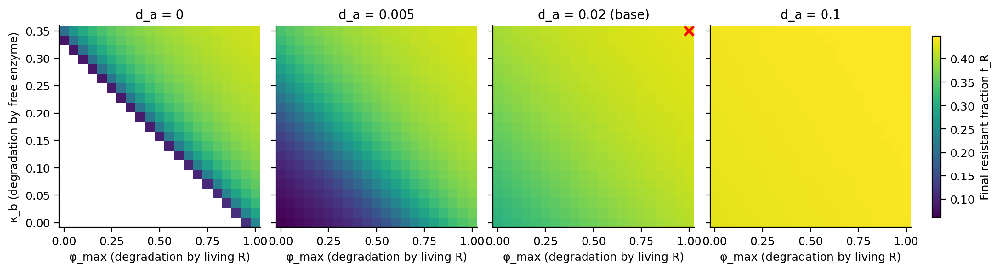 d_a = 0
d_a = 0.005
d_a = 0.02 (base)
d_a = 0.1
κ_b (degradation by free enzyme)
0.35
0.30
0.25
0.20
0.15
0.10
0.05
0.00
0.00 0.25 0.50 0.75 1.00
0.00 0.25 0.50 0.75 1.00
0.00 0.25 0.50 0.75 1.00
0.00 0.25 0.50 0.75 1.00
φ_max (degradation by living R)
φ_max (degradation by living R)
φ_max (degradation by living R)
φ_max (degradation by living R)
0.40
0.35
0.30
0.25
0.20
0.15
0.10
Final resistant fraction f_R